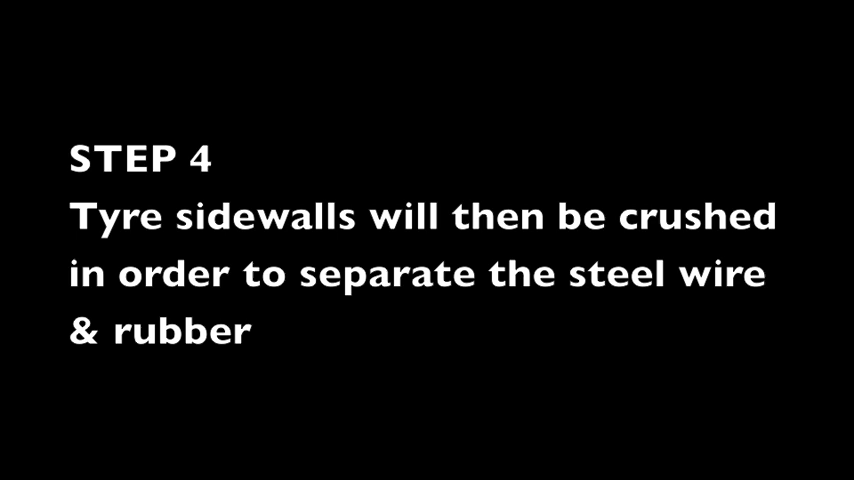 STEP 4
Tyre sidewalls will then be crushed
in order to separate the steel wire
& rubber